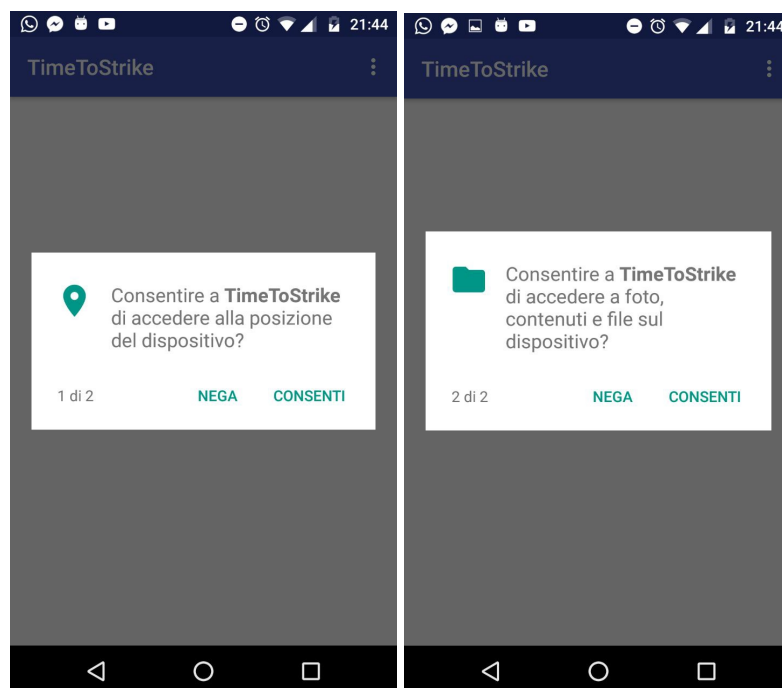 21:44
TimeToStrike
Consentire a TimeToStrike
di accedere alla posizione
del dispositivo?
1 di 2
NEGA
CONSENTI
21:44
TimeToStrike
Consentire a TimeToStrike
di accedere a foto,
contenuti e file sul
dispositivo?
2 di 2
NEGA
CONSENTI